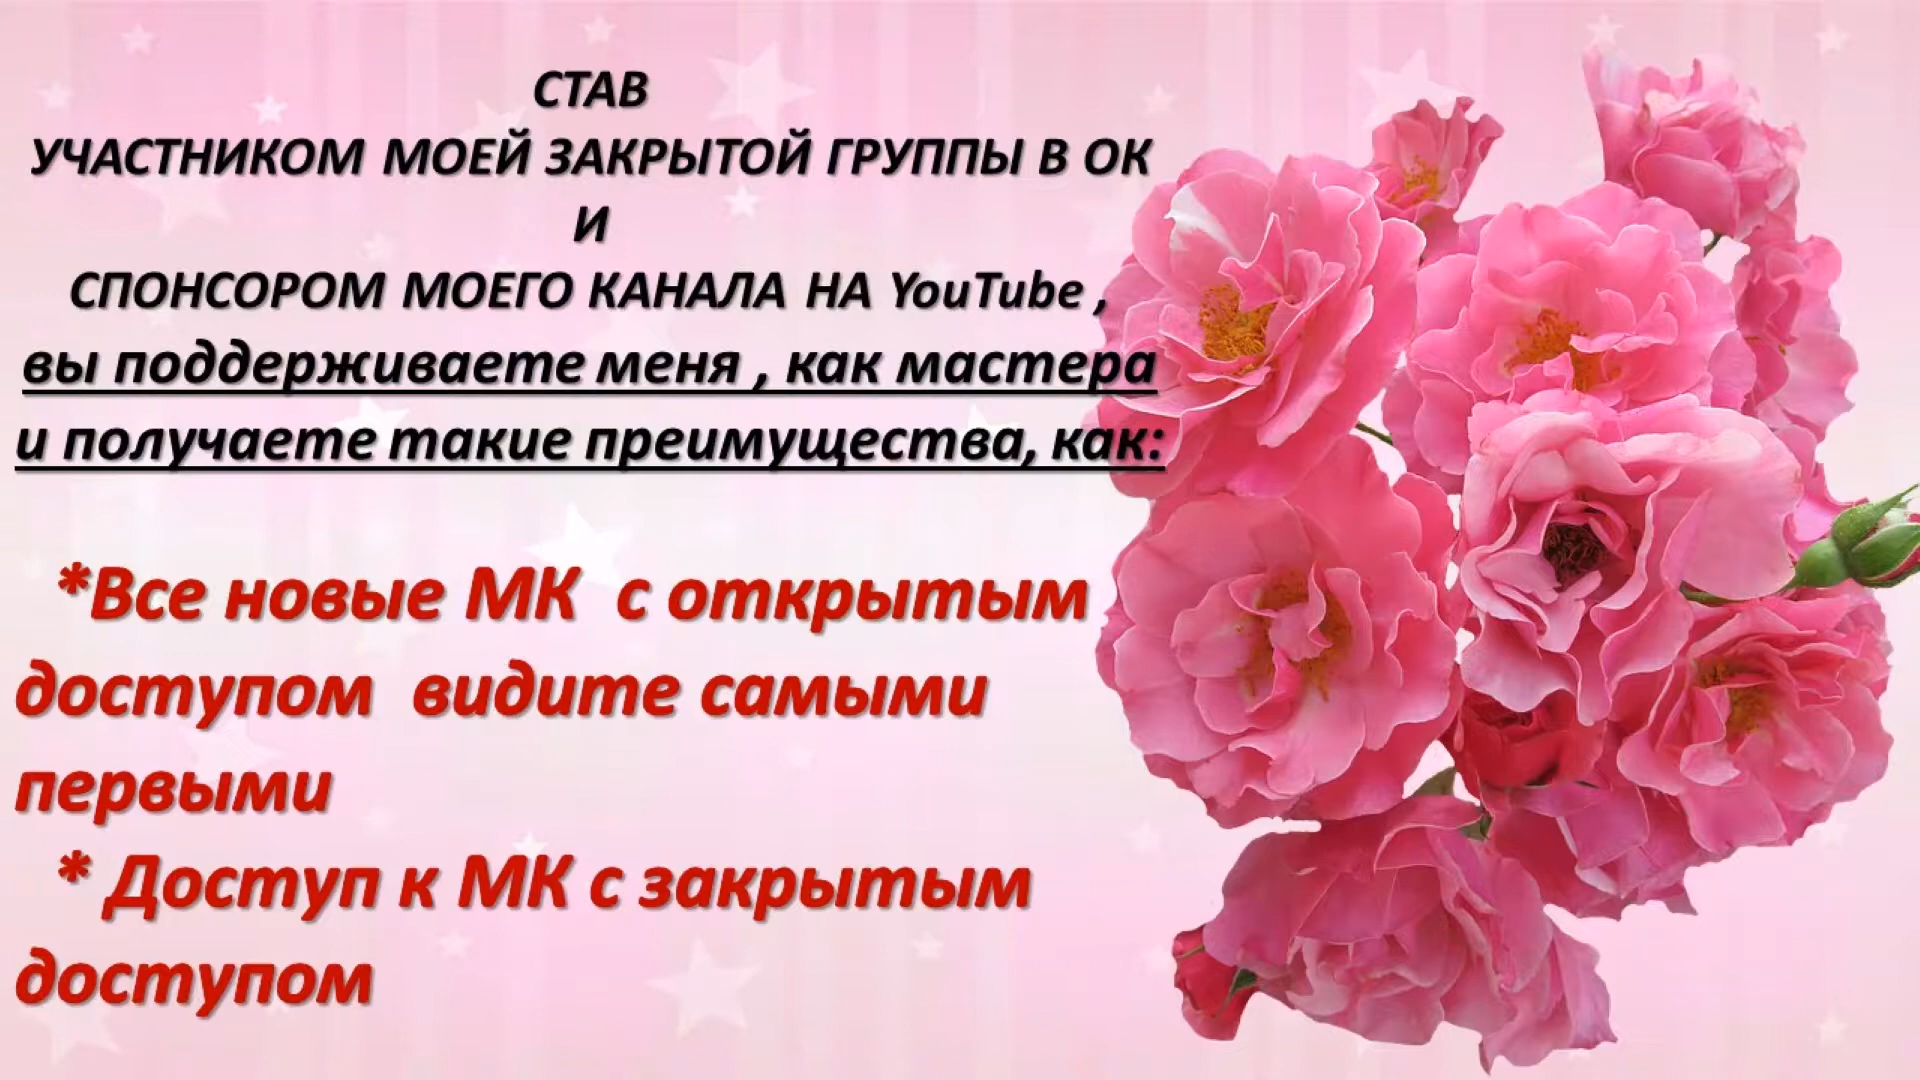 СТАВ
УЧАСТНИКОМ МОЕЙ ЗАКРЫТОЙ ГРУППЫ В ОК
И
СПОНСОРОМ МОЕГО КАНАЛА НА YouTube ,
вы поддерживаете меня , как мастера
и получаете такие преимущества, как:
*Все новые МК с открытым
доступом видите самыми
первыми
* Доступ к МК с закрытым
доступом